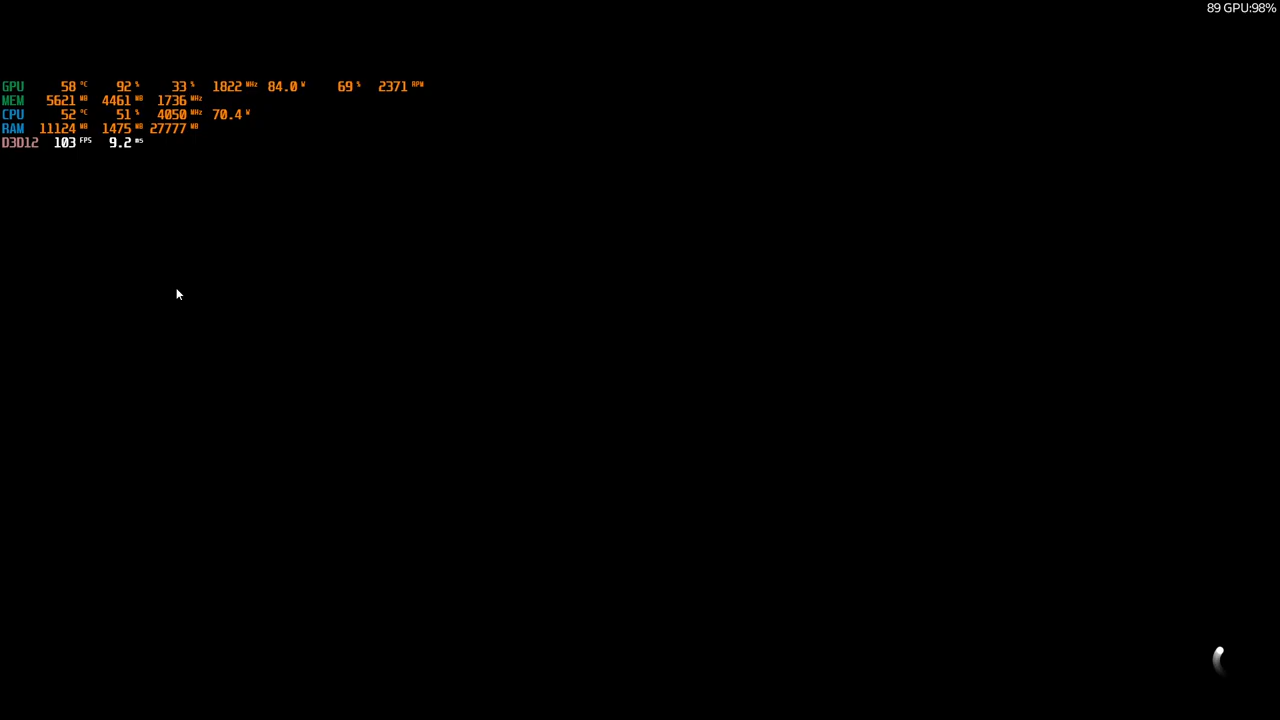 89 GPU:98%
GPU 58 °C 92 % 33 % 1822 MHz 84.0 W 69 % 2371 RPM
MEM 5621 MB 4461 MB 1736 MHz
CPU 52 °C 51 % 4050 MHz 70.4 W
RAM 11124 MB 1475 MB 27777 MB
D3D12 103 FPS 9.2 ms